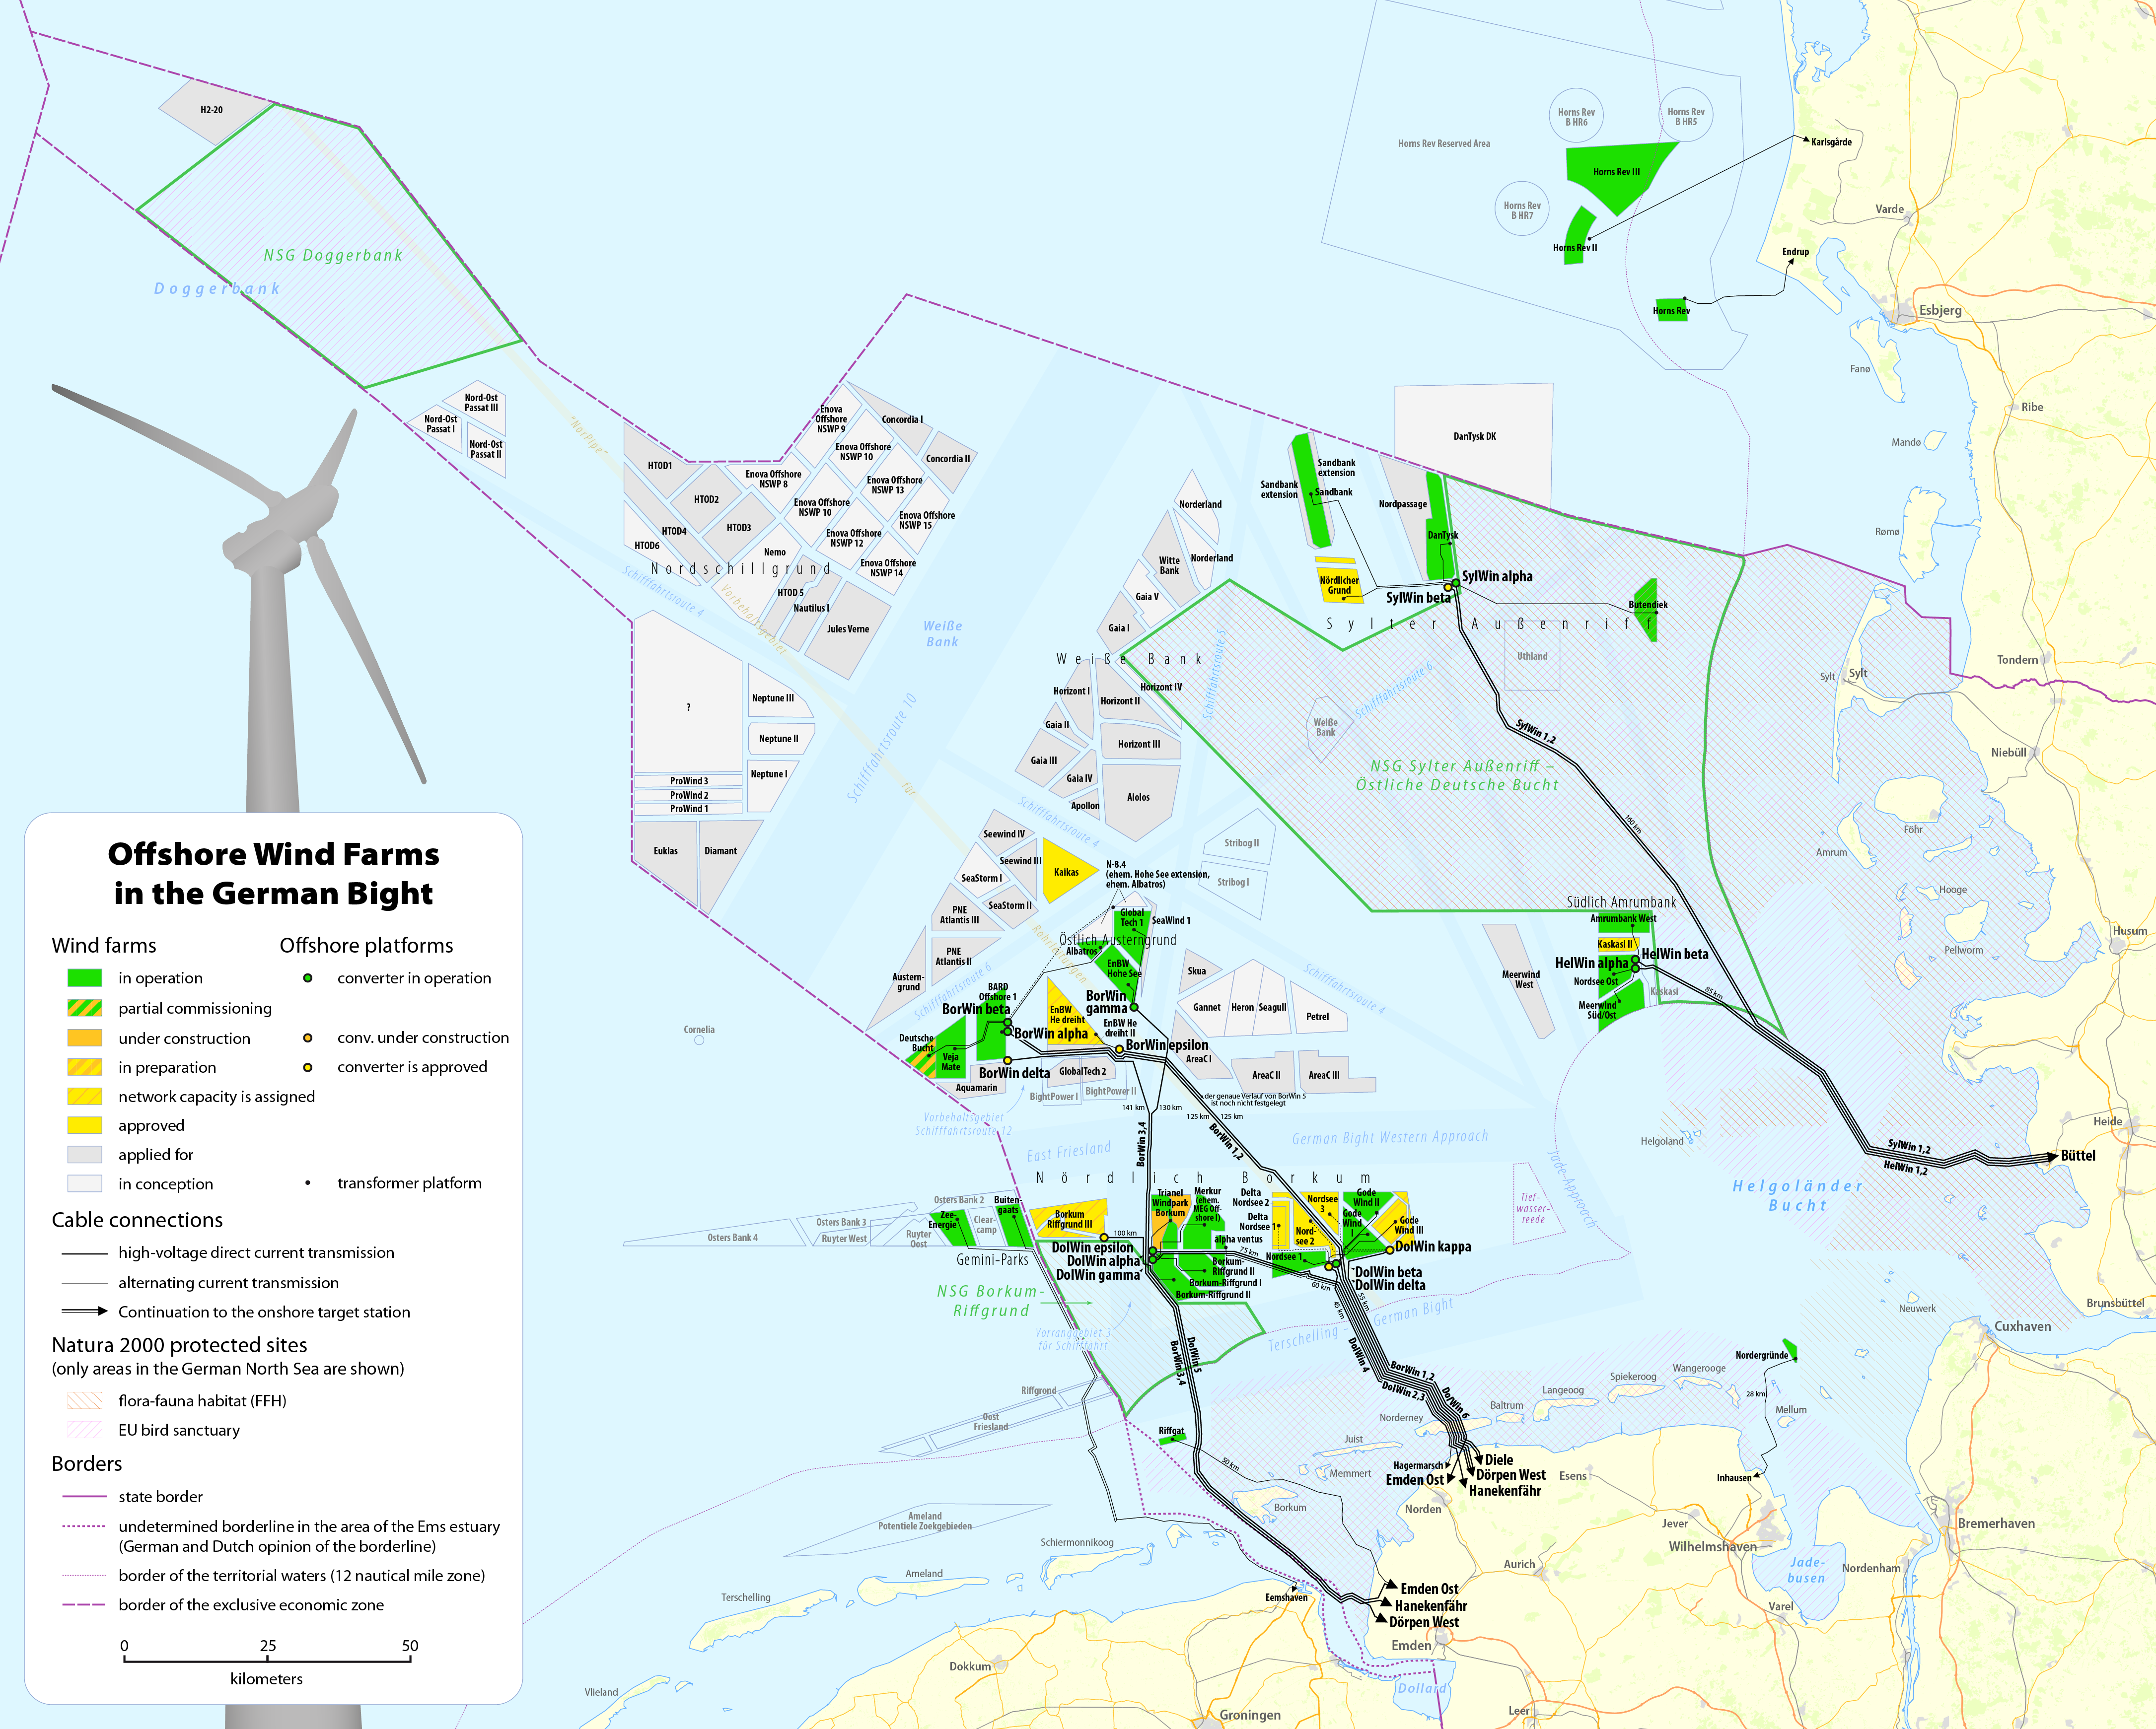 Offshore Wind Farms
in the German Bight
Wind farms
in operation
partial commissioning
under construction
in preparation
network capacity is assigned
approved
applied for
in conception
Offshore platforms
converter in operation
conv. under construction
converter is approved
transformer platform
Cable connections
high-voltage direct current transmission
alternating current transmission
Continuation to the onshore target station
Natura 2000 protected sites
(only areas in the German North Sea are shown)
flora-fauna habitat (FFH)
EU bird sanctuary
Borders
state border
undetermined borderline in the area of the Ems estuary
(German and Dutch opinion of the borderline)
border of the territorial waters (12 nautical mile zone)
border of the exclusive economic zone
0 25 50
kilometers
H2-20
NSG Doggerbank
Doggerbank
Nord-Ost
Passat III
Nord-Ost
Passat I
Nord-Ost
Passat II
"NorPipe"
Schifffahrtsroute 4
HTOD1
HTOD2
HTOD3
HTOD4
HTOD6
Enova
Offshore
NSWP 9
Concordia I
Concordia II
Enova Offshore
NSWP 10
Enova Offshore
NSWP 8
Enova Offshore
NSWP 13
Enova Offshore
NSWP 10
Enova Offshore
NSWP 15
Enova Offshore
NSWP 12
Enova Offshore
NSWP 14
Nemo
Nordschillgrund
HTOD 5
Nautilus I
Jules Verne
Vorbehaltsgebiet
für
Rohrleitungen
Weiße
Bank
Schifffahrtsroute 10
?
Neptune III
Neptune II
Neptune I
ProWind 3
ProWind 2
ProWind 1
Euklas
Diamant
Cornelia
Horns Rev Reserved Area
Horns Rev
B HR6
Horns Rev
B HR5
Horns Rev
B HR7
Horns Rev III
Horns Rev II
Horns Rev
Karlsgårde
Varde
Endrup
Esbjerg
Fanø
Ribe
Mandø
Rømø
DanTysk DK
Sandbank
extension
Sandbank
extension
Sandbank
Nordpassage
DanTysk
Nördlicher
Grund
SylWin alpha
SylWin beta
Butendiek
Sylter Außenriff
Uthland
Weiße
Bank
Schifffahrtsroute 5
Schifffahrtsroute 6
SylWin 1,2
160 km
NSG Sylter Außenriff –
Östliche Deutsche Bucht
Norderland
Norderland
Witte
Bank
Gaia V
Gaia I
Weiße Bank
Horizont I
Horizont II
Horizont IV
Gaia II
Horizont III
Gaia III
Gaia IV
Apollon
Aiolos
Schifffahrtsroute 4
Stribog II
Stribog I
Seewind IV
Seewind III
Kaikas
SeaStorm I
SeaStorm II
N-8.4
(ehem. Hohe See extension,
ehem. Albatros)
PNE
Atlantis III
PNE
Atlantis II
Global
Tech 1
SeaWind 1
Östlich Austerngrund
Albatros
EnBW
Hohe See
Austern-
grund
Schifffahrtsroute 6
Skua
Gannet
Heron
Seagull
Petrel
Schifffahrtsroute 4
BARD
Offshore 1
BorWin beta
BorWin
gamma
EnBW
He dreiht
EnBW He
dreiht II
BorWin alpha
BorWin epsilon
Deutsche
Bucht
Veja
Mate
BorWin delta
Aquamarin
GlobalTech 2
BightPower I
BightPower II
AreaC I
AreaC II
AreaC III
der genaue Verlauf von BorWin 5
ist noch nicht festgelegt
141 km
130 km
125 km
125 km
BorWin 3,4
BorWin 1,2
Vorbehaltsgebiet
Schifffahrtsroute 12
East Friesland
German Bight Western Approach
Meerwind
West
Südlich Amrumbank
Amrumbank West
Kaskasi II
HelWin beta
HelWin alpha
Nordsee Ost
Kaskasi
Meerwind
Süd/Ost
85 km
Helgoland
Jade-Approach
Tief-
wasser-
reede
Helgoländer
Bucht
SylWin 1,2
HelWin 1,2
Büttel
Sylt
Sylt
Tondern
Niebüll
Föhr
Amrum
Hooge
Pellworm
Husum
Heide
Brunsbüttel
Neuwerk
Cuxhaven
Nördlich Borkum
Osters Bank 4
Osters Bank 3
Osters Bank 2
Ruyter West
Ruyter
Oost
Zee-
Energie
Clear-
camp
Buiten-
gaats
Gemini-Parks
Borkum
Riffgrund III
100 km
Trianel
Windpark
Borkum
Merkur
(ehem.
MEG Off-
shore I)
alpha ventus
Delta
Nordsee 2
Delta
Nordsee 1
Nordsee
3
Nord-
see 2
Nordsee 1
Gode
Wind II
Gode
Wind
I
Gode
Wind III
DolWin kappa
DolWin epsilon
DolWin alpha
DolWin gamma
75 km
Borkum-
Riffgrund II
Borkum-Riffgrund I
Borkum-Riffgrund II
DolWin beta
DolWin delta
60 km
45 km
55 km
NSG Borkum-
Riffgrund
Vorranggebiet 3
für Schifffahrt
Terschelling German Bight
DolWin 5
BorWin 3,4
DolWin 4
BorWin 1,2
DolWin 2,3
DolWin 6
Riffgrond
Oost
Friesland
Riffgat
50 km
Nordergründe
28 km
Wangerooge
Spiekeroog
Langeoog
Baltrum
Norderney
Juist
Memmert
Mellum
Borkum
Hagermarsch
Emden Ost
Diele
Dörpen West
Hanekenfähr
Esens
Norden
Inhausen
Jever
Wilhelmshaven
Bremerhaven
Jade-
busen
Nordenham
Varel
Aurich
Ameland
Potentiele Zoekgebieden
Schiermonnikoog
Ameland
Terschelling
Vlieland
Eemshaven
Emden Ost
Hanekenfähr
Dörpen West
Emden
Dollard
Dokkum
Groningen
Leer